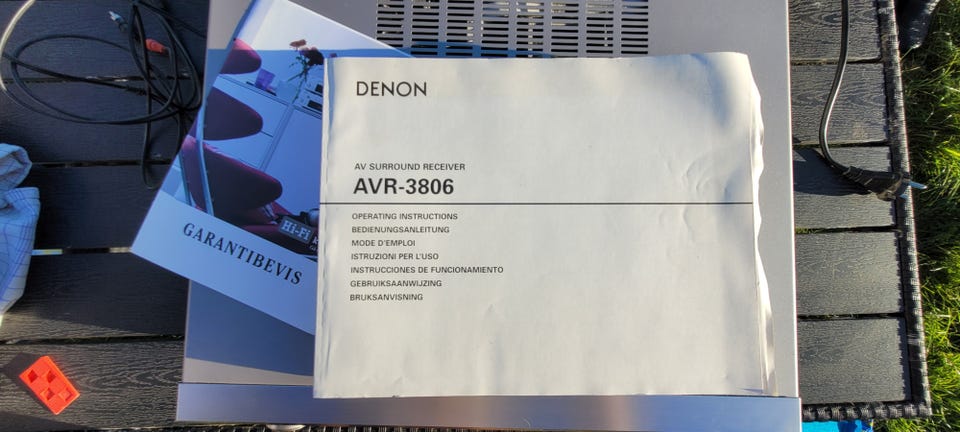 DENON
AV SURROUND RECEIVER
AVR-3806
OPERATING INSTRUCTIONS
BEDIENUNGSANLEITUNG
MODE D'EMPLOI
ISTRUZIONI PER L'USO
INSTRUCCIONES DE FUNCIONAMIENTO
GEBRUIKSAANWIJZING
BRUKSANVISNING
Hi-Fi
GARANTIBEVIS